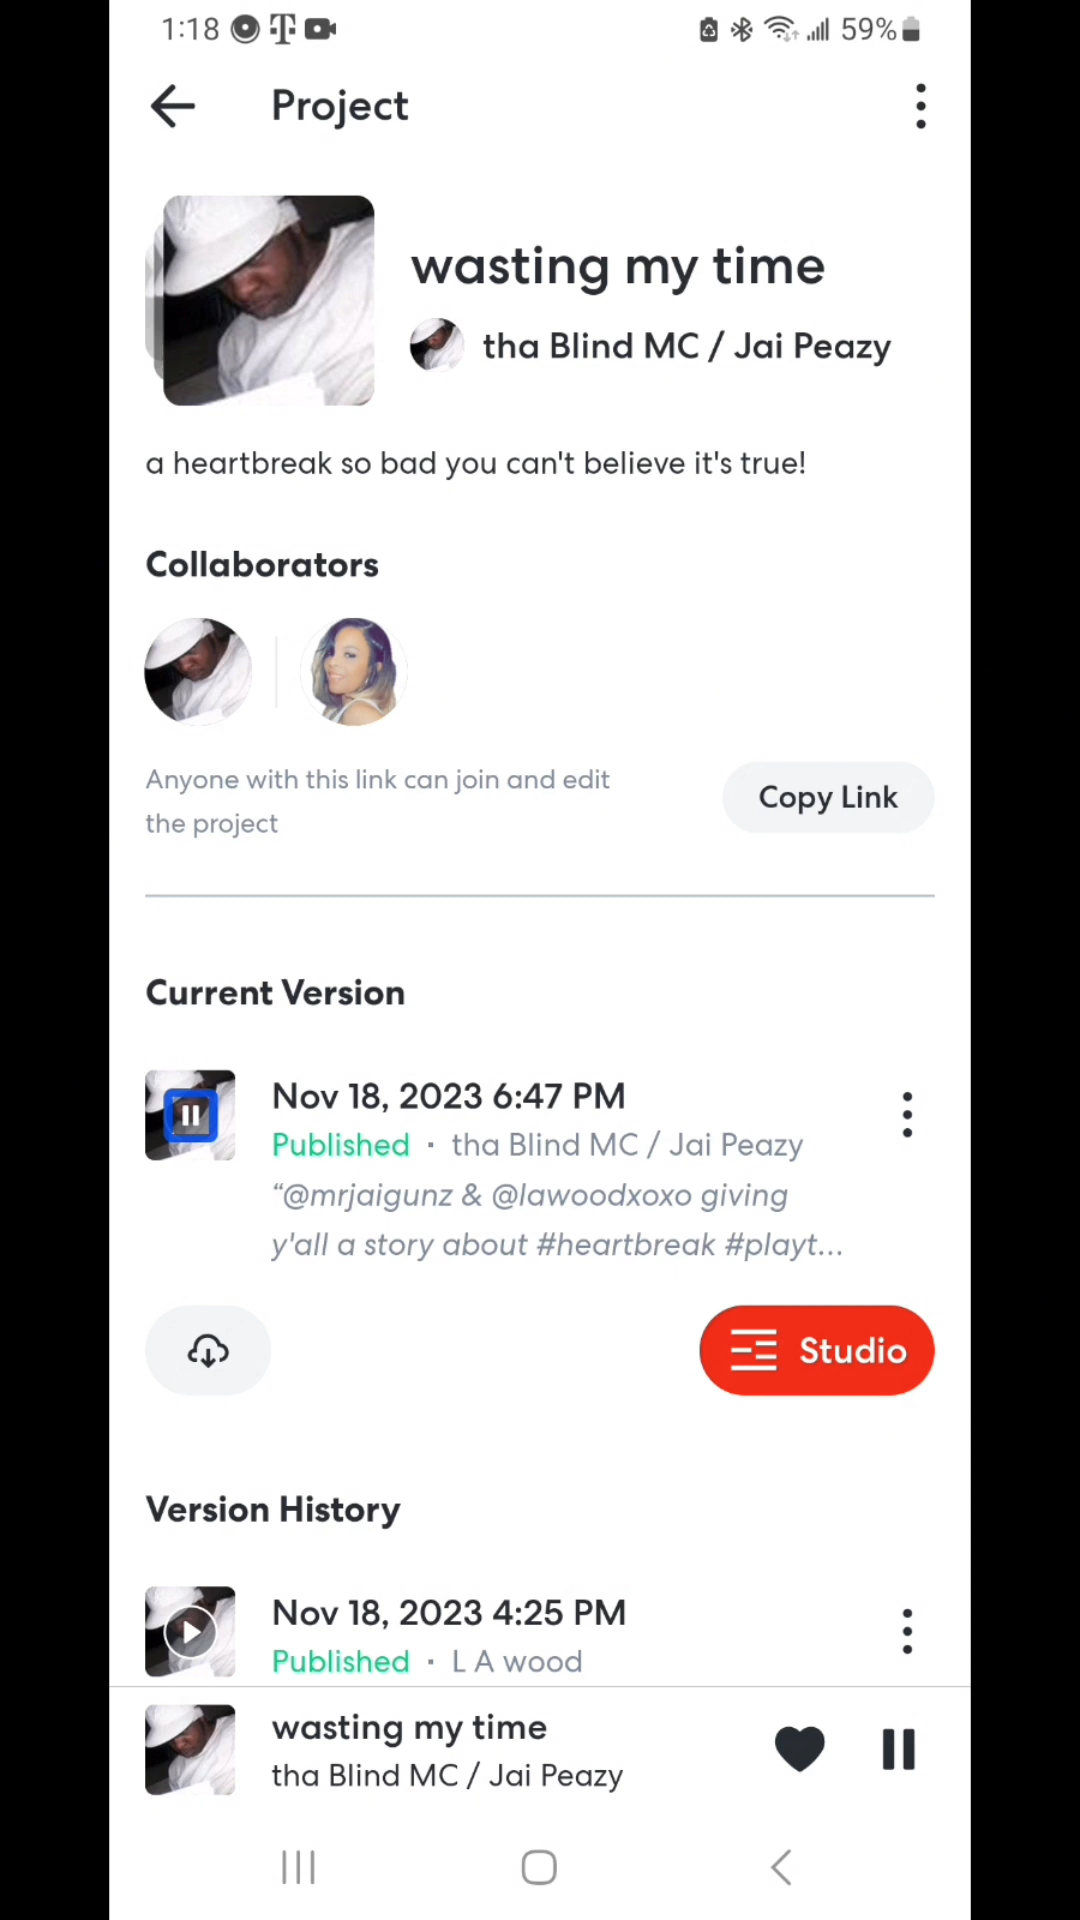 1:18 59%
Project
wasting my time
tha Blind MC / Jai Peazy
a heartbreak so bad you can't believe it's true!
Collaborators
Anyone with this link can join and edit
the project
Copy Link
Current Version
Nov 18, 2023 6:47 PM
Published · tha Blind MC / Jai Peazy
“@mrjaigunz & @lawoodxoxo giving
y'all a story about #heartbreak #playt...
Studio
Version History
Nov 18, 2023 4:25 PM
Published · L A wood
wasting my time
tha Blind MC / Jai Peazy